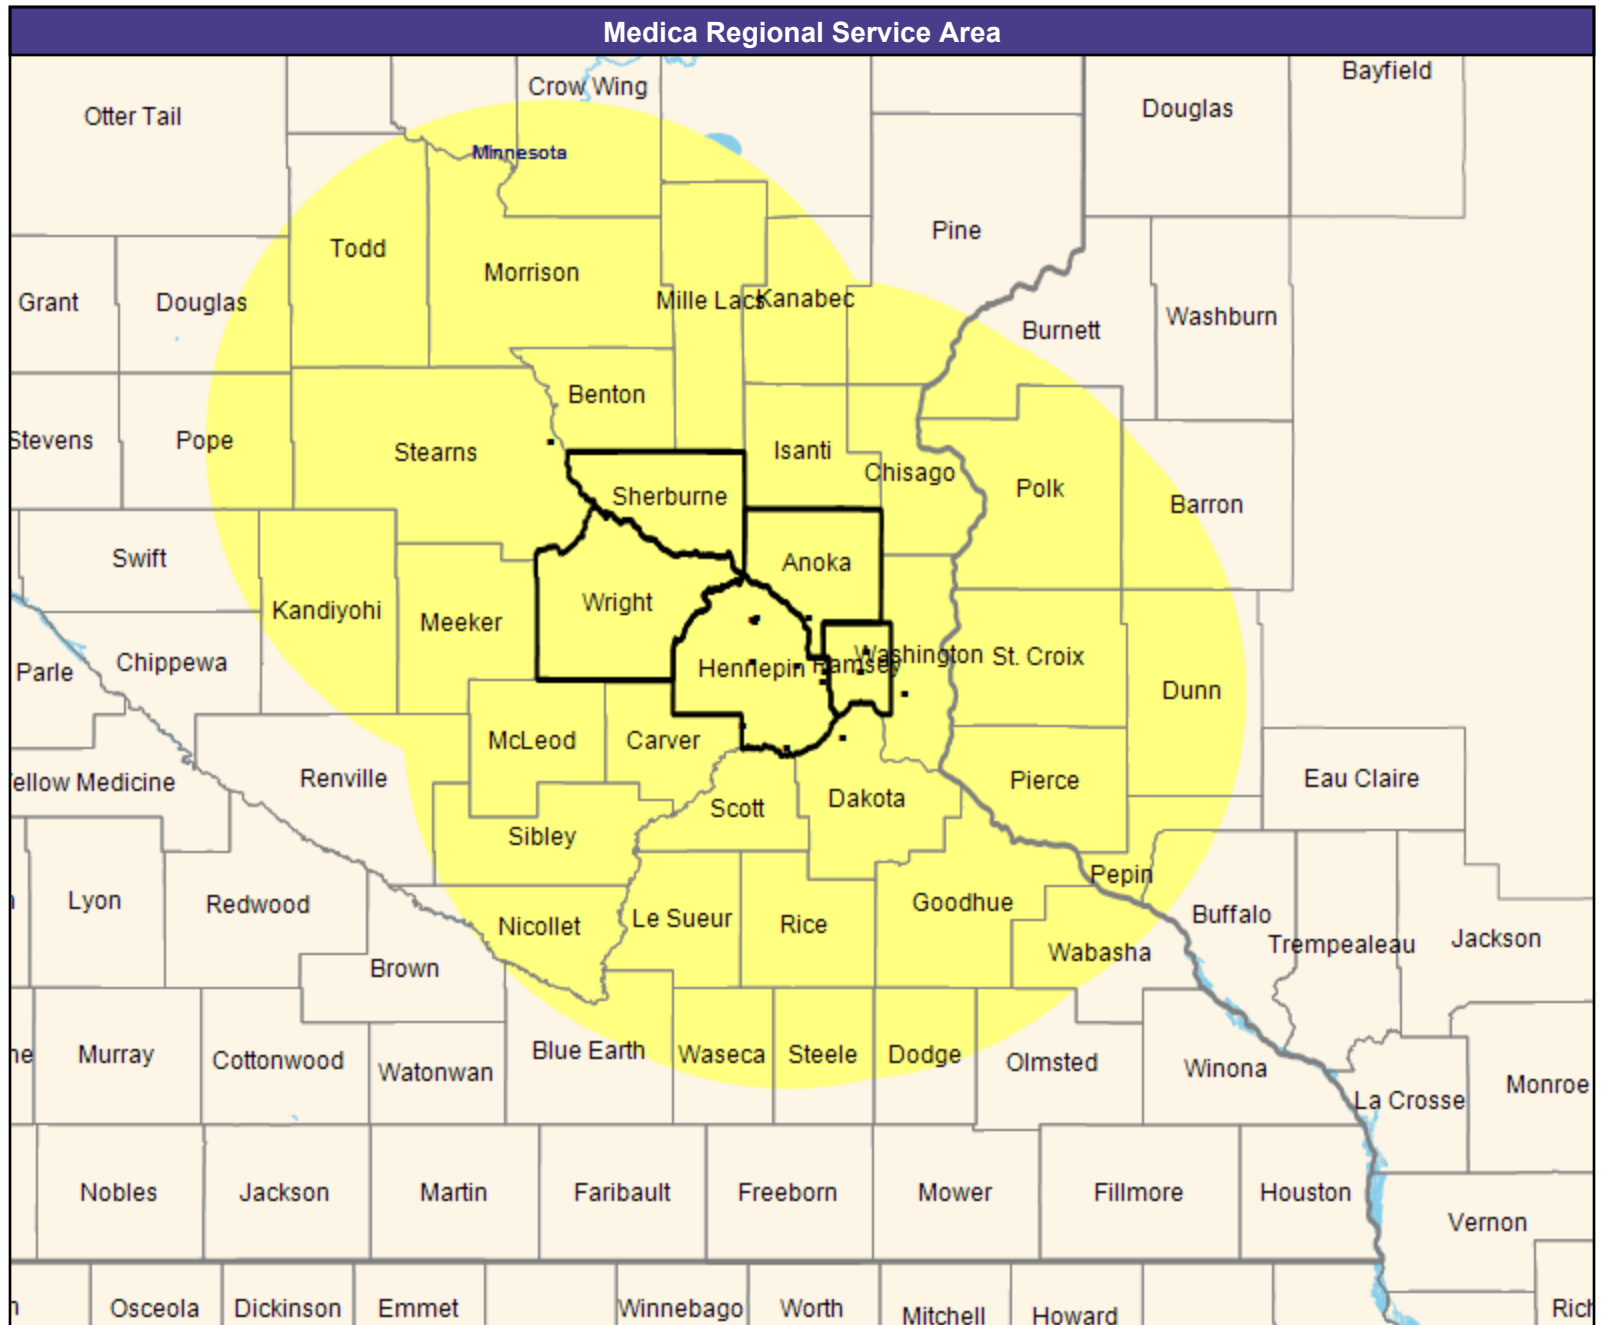 Medica Regional Service Area
Bayfield
Crow Wing
Otter Tail
Douglas
Minnesota
Pine
Todd
Morrison
Grant
Douglas
Mille Lacs
Kanabec
Washburn
Burnett
Benton
Stevens
Pope
Stearns
Isanti
Chisago
Polk
Sherburne
Barron
Swift
Anoka
Wright
Kandiyohi
Meeker
Parle
Chippewa
Hennepin
Ramsey
Washington
St. Croix
Dunn
McLeod
Carver
ellow Medicine
Renville
Pierce
Eau Claire
Scott
Dakota
Sibley
Pepin
Lyon
Redwood
Goodhue
Nicollet
Le Sueur
Rice
Buffalo
Trempealeau
Jackson
Wabasha
Brown
ne
Murray
Cottonwood
Watonwan
Blue Earth
Waseca
Steele
Dodge
Olmsted
Winona
La Crosse
Monroe
Nobles
Jackson
Martin
Faribault
Freeborn
Mower
Fillmore
Houston
Vernon
Osceola
Dickinson
Emmet
Winnebago
Worth
Mitchell
Howard
Rich